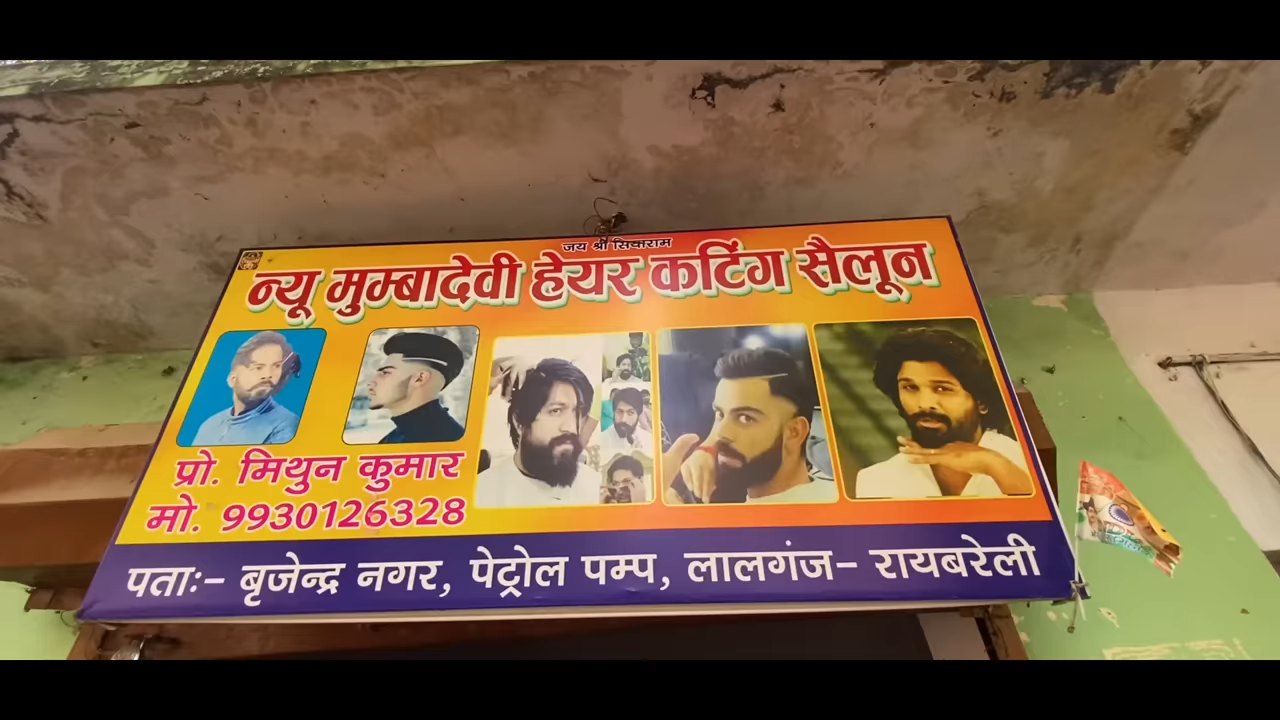 जय श्री सियाराम
न्यू मुम्बादेवी हेयर कटिंग सैलून
प्रो. मिथुन कुमार
मो. 9930126328
पताः- बृजेन्द्र नगर, पेट्रोल पम्प, लालगंज- रायबरेली